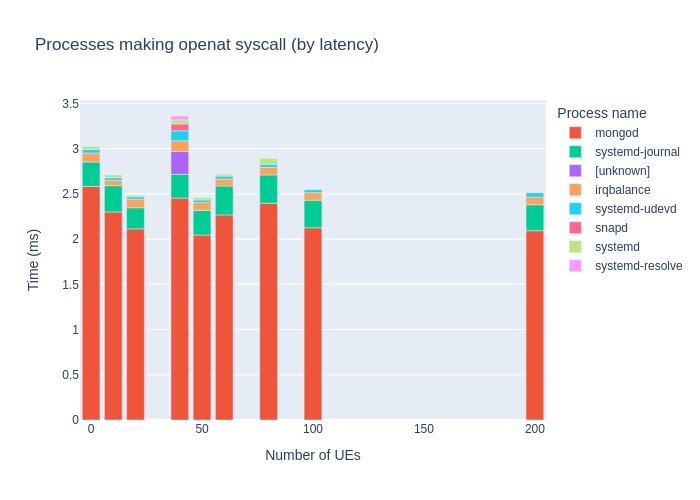 Processes making openat syscall (by latency)
3.5
3
2.5
2
1.5
1
0.5
0
Time (ms)
0
50
100
150
200
Number of UEs
Process name
mongod
systemd-journal
[unknown]
irqbalance
systemd-udevd
snapd
systemd
systemd-resolve